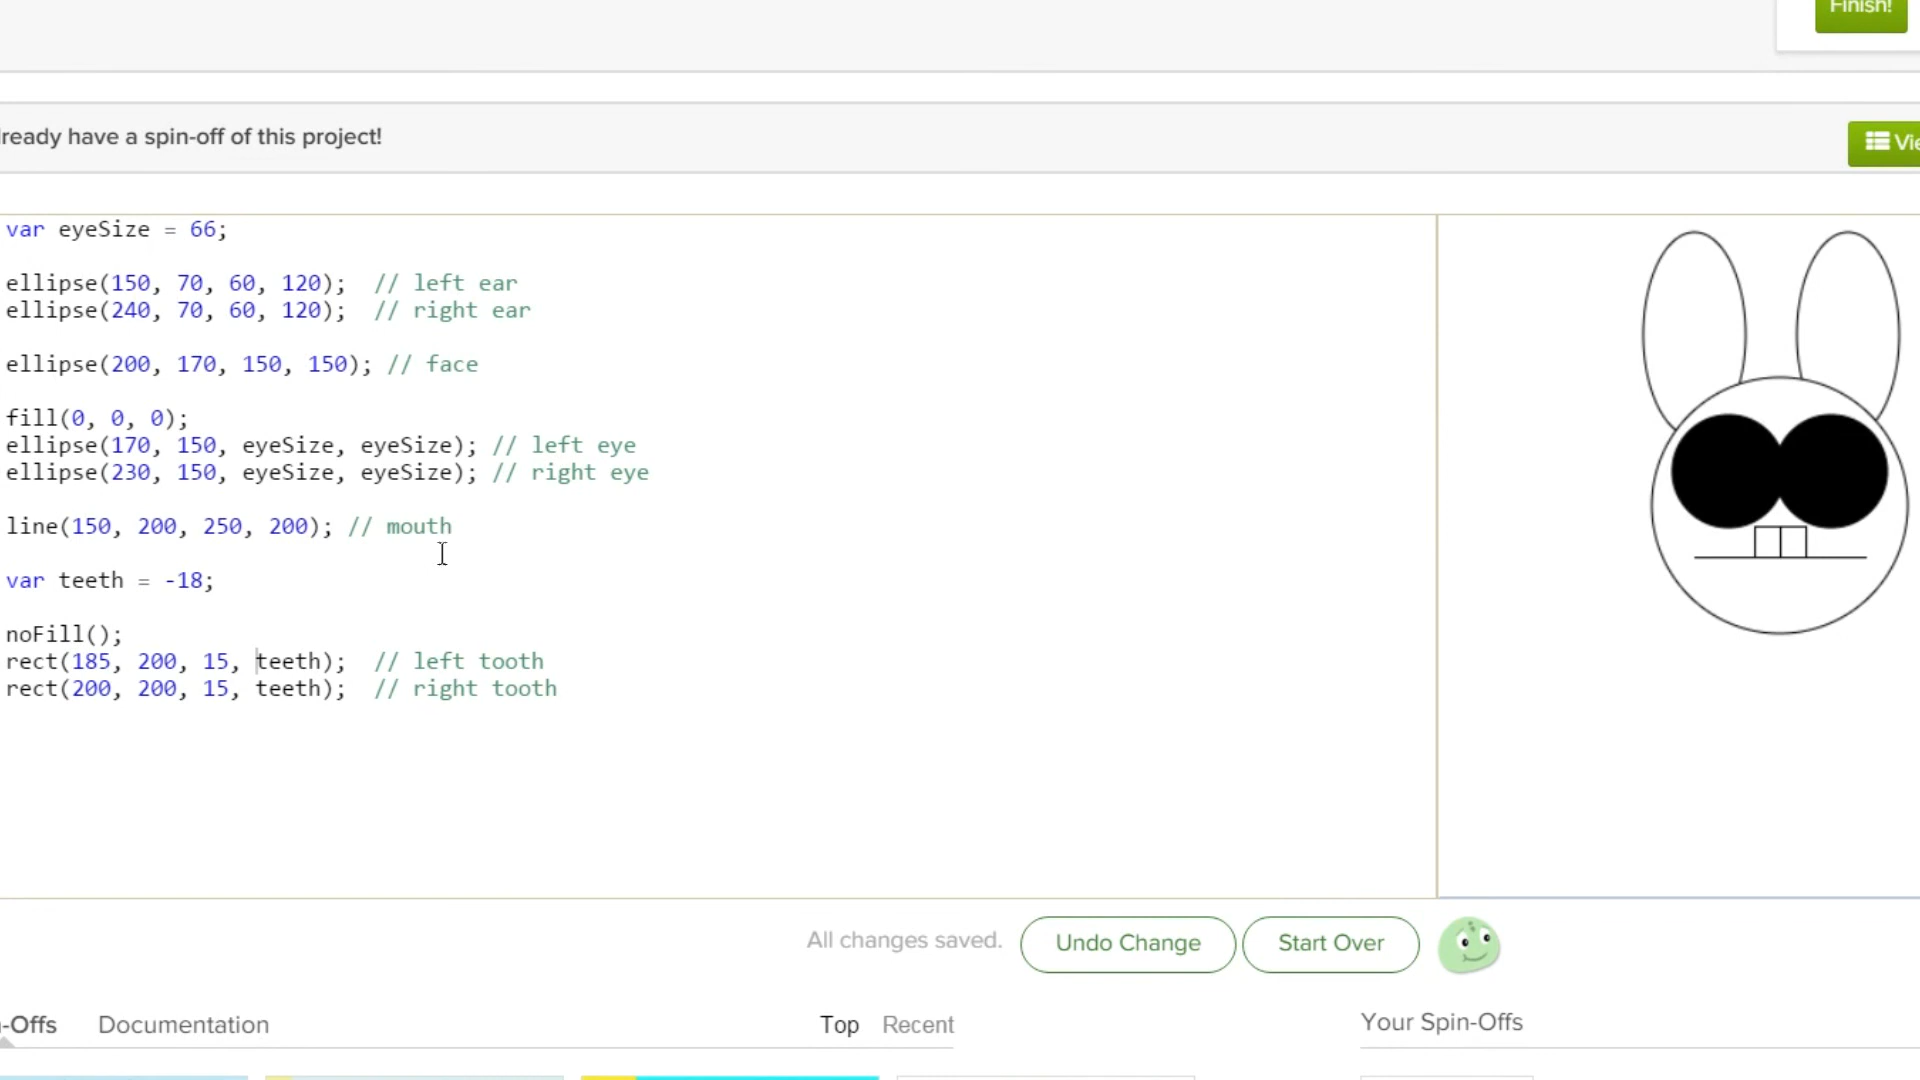 Finish!
ready have a spin-off of this project!
Vie
var eyeSize = 66;
ellipse(150, 70, 60, 120);  // left ear
ellipse(240, 70, 60, 120);  // right ear
ellipse(200, 170, 150, 150); // face
fill(0, 0, 0);
ellipse(170, 150, eyeSize, eyeSize); // left eye
ellipse(230, 150, eyeSize, eyeSize); // right eye
line(150, 200, 250, 200); // mouth
var teeth = -18;
noFill();
rect(185, 200, 15, teeth);  // left tooth
rect(200, 200, 15, teeth);  // right tooth
All changes saved.
Undo Change
Start Over
-Offs
Documentation
Top
Recent
Your Spin-Offs